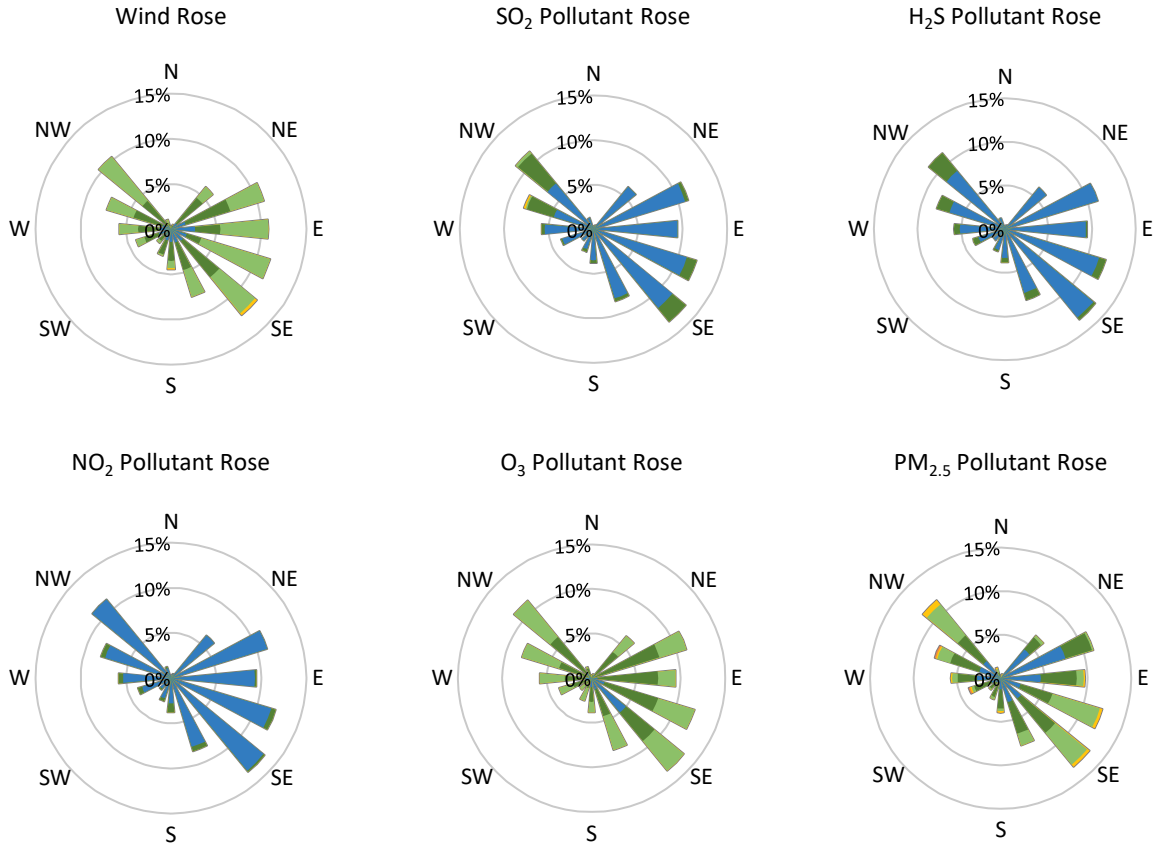 Wind Rose
SO2 Pollutant Rose
H2S Pollutant Rose
N
15%
NW
NE
10%
5%
W
0%
E
SW
SE
S
N
15%
NW
NE
10%
5%
W
0%
E
SW
SE
S
N
15%
NW
NE
10%
5%
W
0%
E
SW
SE
S
NO2 Pollutant Rose
O3 Pollutant Rose
PM2.5 Pollutant Rose
N
15%
NW
NE
10%
5%
W
0%
E
SW
SE
S
N
15%
NW
NE
10%
5%
W
0%
E
SW
SE
S
N
15%
NW
NE
10%
5%
W
0%
E
SW
SE
S